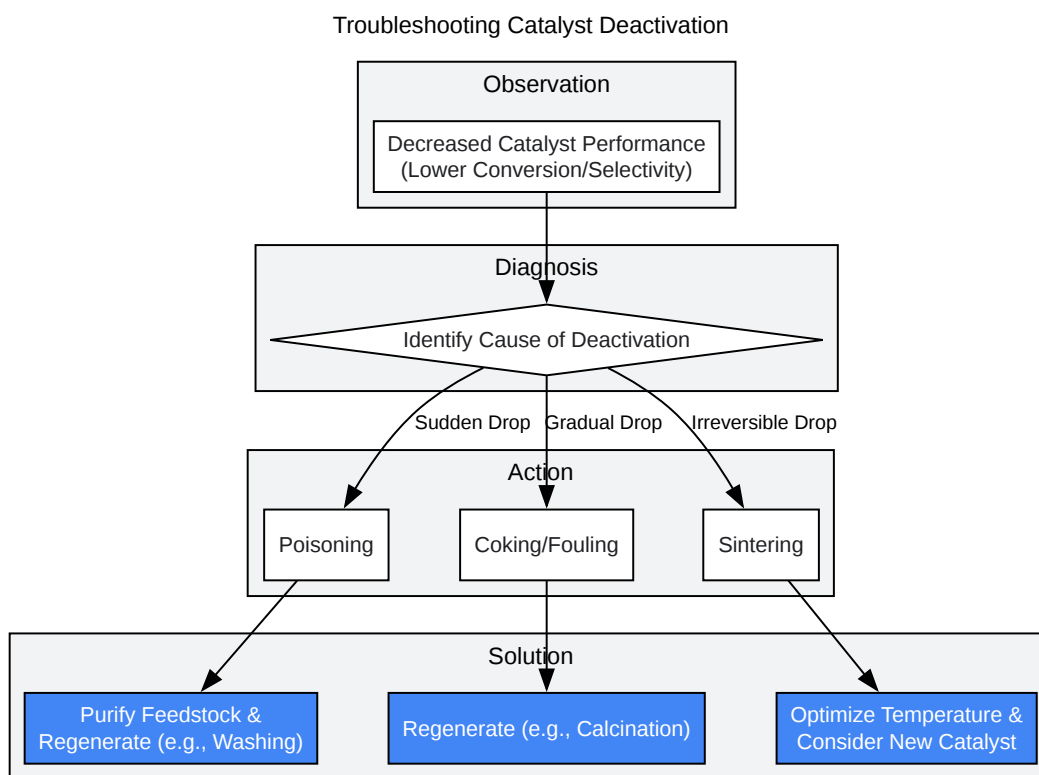 Troubleshooting Catalyst Deactivation
Observation
Decreased Catalyst Performance
(Lower Conversion/Selectivity)
Diagnosis
Identify Cause of Deactivation
Sudden Drop
Gradual Drop
Irreversible Drop
Action
Poisoning
Coking/Fouling
Sintering
Solution
Purify Feedstock &
Regenerate (e.g., Washing)
Regenerate (e.g., Calcination)
Optimize Temperature &
Consider New Catalyst